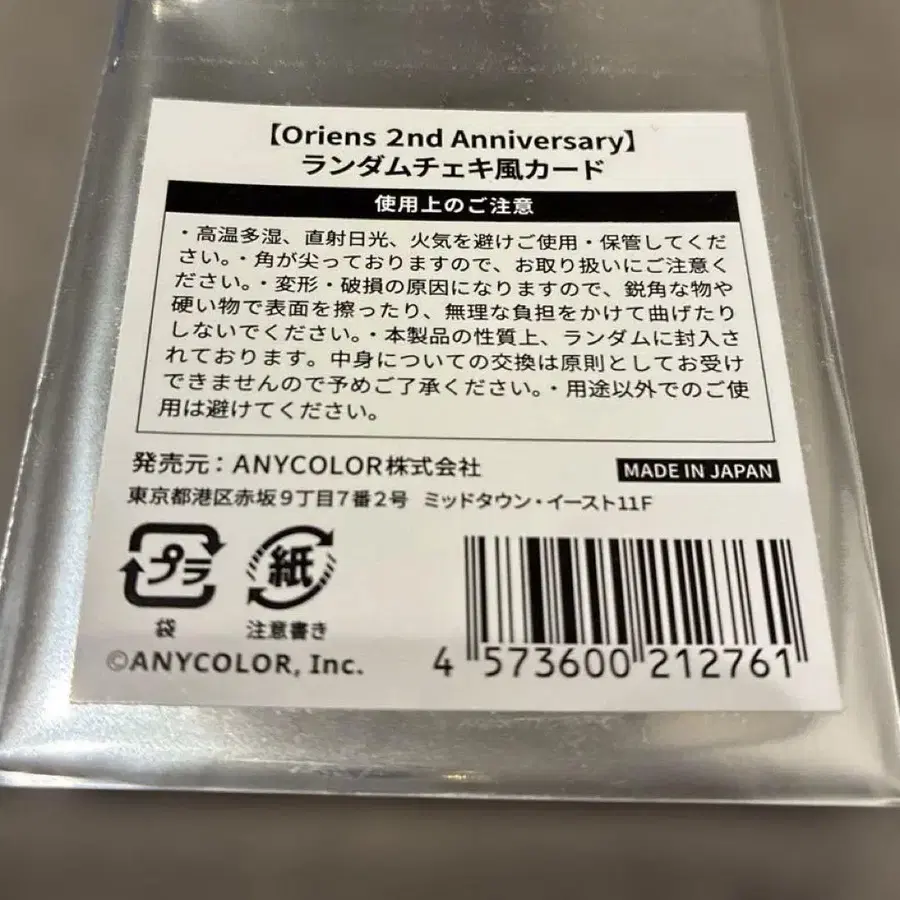 【Oriens 2nd Anniversary】
ランダムチェキ風カード
使用上のご注意
・高温多湿、直射日光、火気を避けご使用・保管してくだ
さい。・角が尖っておりますので、お取り扱いにご注意く
ださい。・変形・破損の原因になりますので、鋭角な物や
硬い物で表面を擦ったり、無理な負担をかけて曲げたり
しないでください。・本製品の性質上、ランダムに封入さ
れております。中身についての交換は原則としてお受け
できませんので予めご了承ください。・用途以外でのご使
用は避けてください。
発売元：ANYCOLOR株式会社
MADE IN JAPAN
東京都港区赤坂9丁目7番2号 ミッドタウン・イースト11F
プラ
紙
袋
注意書き
©ANYCOLOR, Inc.
4 573600 212761